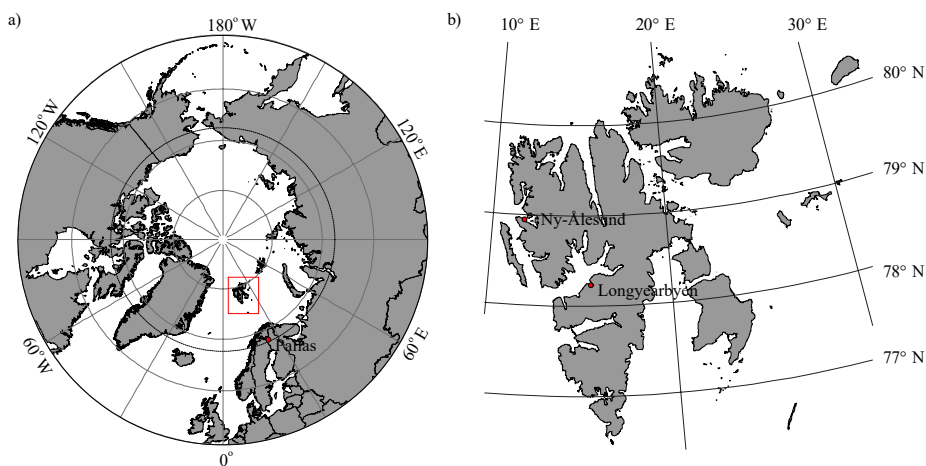 a)
180°W
120°W
120°E
60°W
60°E
0°
Pallas
b)
10° E
20° E
30° E
80° N
79° N
78° N
77° N
Ny-Ålesund
Longyearbyen